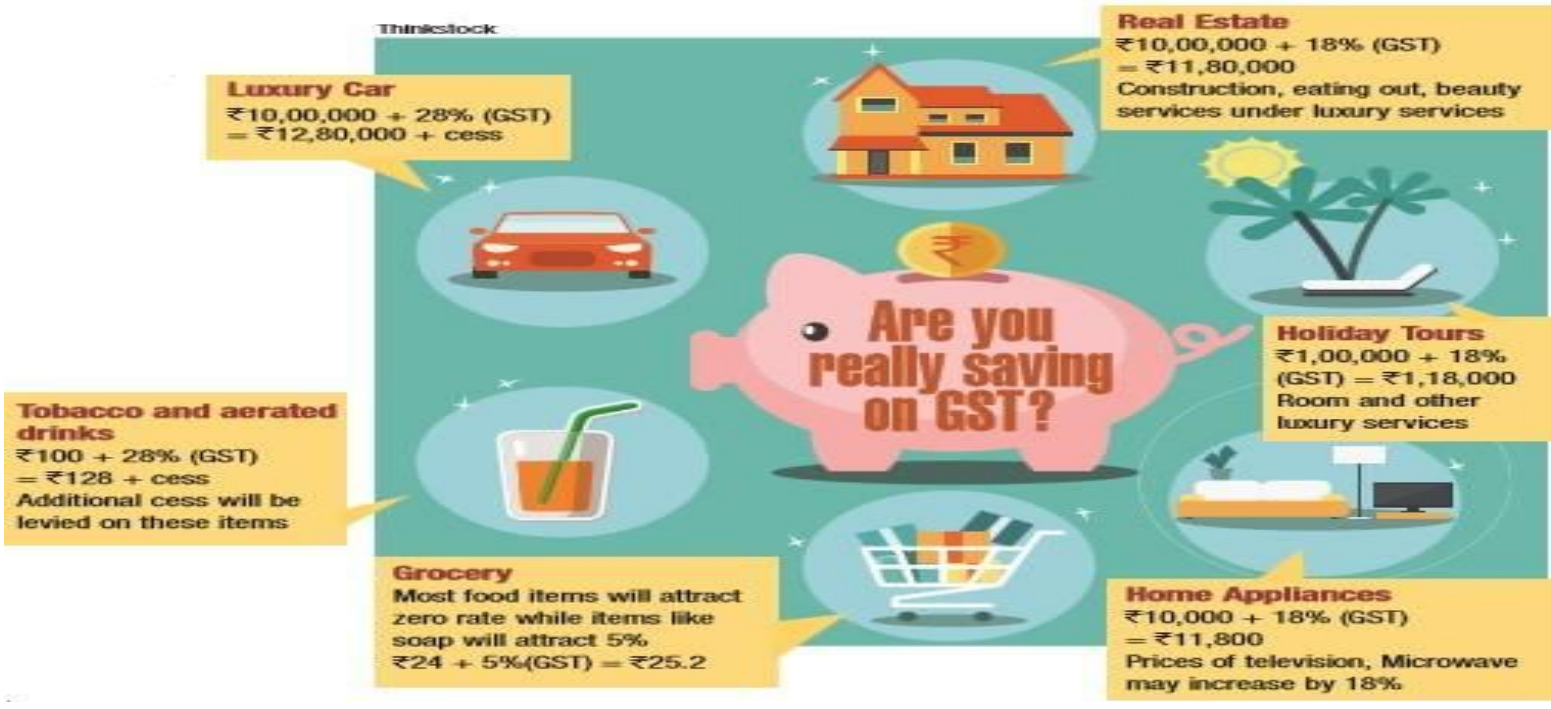 Thinkstock
Luxury Car
₹10,00,000 + 28% (GST)
= ₹12,80,000 + cess
Real Estate
₹10,00,000 + 18% (GST)
= ₹11,80,000
Construction, eating out, beauty
services under luxury services
₹
Are you
really saving
on GST?
Holiday Tours
₹1,00,000 + 18%
(GST) = ₹1,18,000
Room and other
luxury services
Tobacco and aerated
drinks
₹100 + 28% (GST)
= ₹128 + cess
Additional cess will be
levied on these items
Grocery
Most food items will attract
zero rate while items like
soap will attract 5%
₹24 + 5%(GST) = ₹25.2
Home Appliances
₹10,000 + 18% (GST)
= ₹11,800
Prices of television, Microwave
may increase by 18%